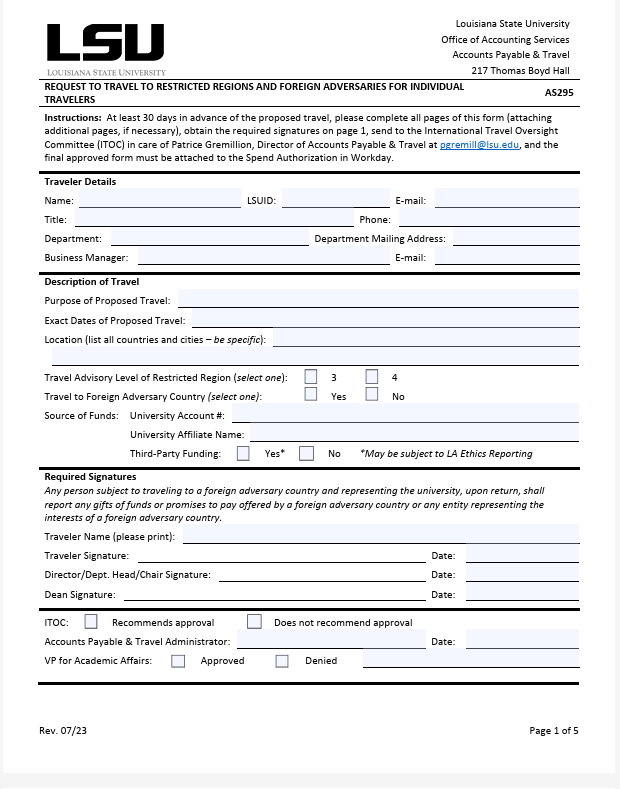 LSU
LOUISIANA STATE UNIVERSITY
Louisiana State University
Office of Accounting Services
Accounts Payable & Travel
217 Thomas Boyd Hall
REQUEST TO TRAVEL TO RESTRICTED REGIONS AND FOREIGN ADVERSARIES FOR INDIVIDUAL
TRAVELERS
AS295
Instructions: At least 30 days in advance of the proposed travel, please complete all pages of this form (attaching
additional pages, if necessary), obtain the required signatures on page 1, send to the International Travel Oversight
Committee (ITOC) in care of Patrice Gremillion, Director of Accounts Payable & Travel at pgremill@lsu.edu, and the
final approved form must be attached to the Spend Authorization in Workday.
Traveler Details
Name: LSUID: E-mail:
Title: Phone:
Department: Department Mailing Address:
Business Manager: E-mail:
Description of Travel
Purpose of Proposed Travel:
Exact Dates of Proposed Travel:
Location (list all countries and cities – be specific):
Travel Advisory Level of Restricted Region (select one): 3 4
Travel to Foreign Adversary Country (select one): Yes No
Source of Funds: University Account #:
University Affiliate Name:
Third-Party Funding: Yes* No *May be subject to LA Ethics Reporting
Required Signatures
Any person subject to traveling to a foreign adversary country and representing the university, upon return, shall
report any gifts of funds or promises to pay offered by a foreign adversary country or any entity representing the
interests of a foreign adversary country.
Traveler Name (please print):
Traveler Signature: Date:
Director/Dept. Head/Chair Signature: Date:
Dean Signature: Date:
ITOC: Recommends approval Does not recommend approval
Accounts Payable & Travel Administrator: Date:
VP for Academic Affairs: Approved Denied
Rev. 07/23 Page 1 of 5